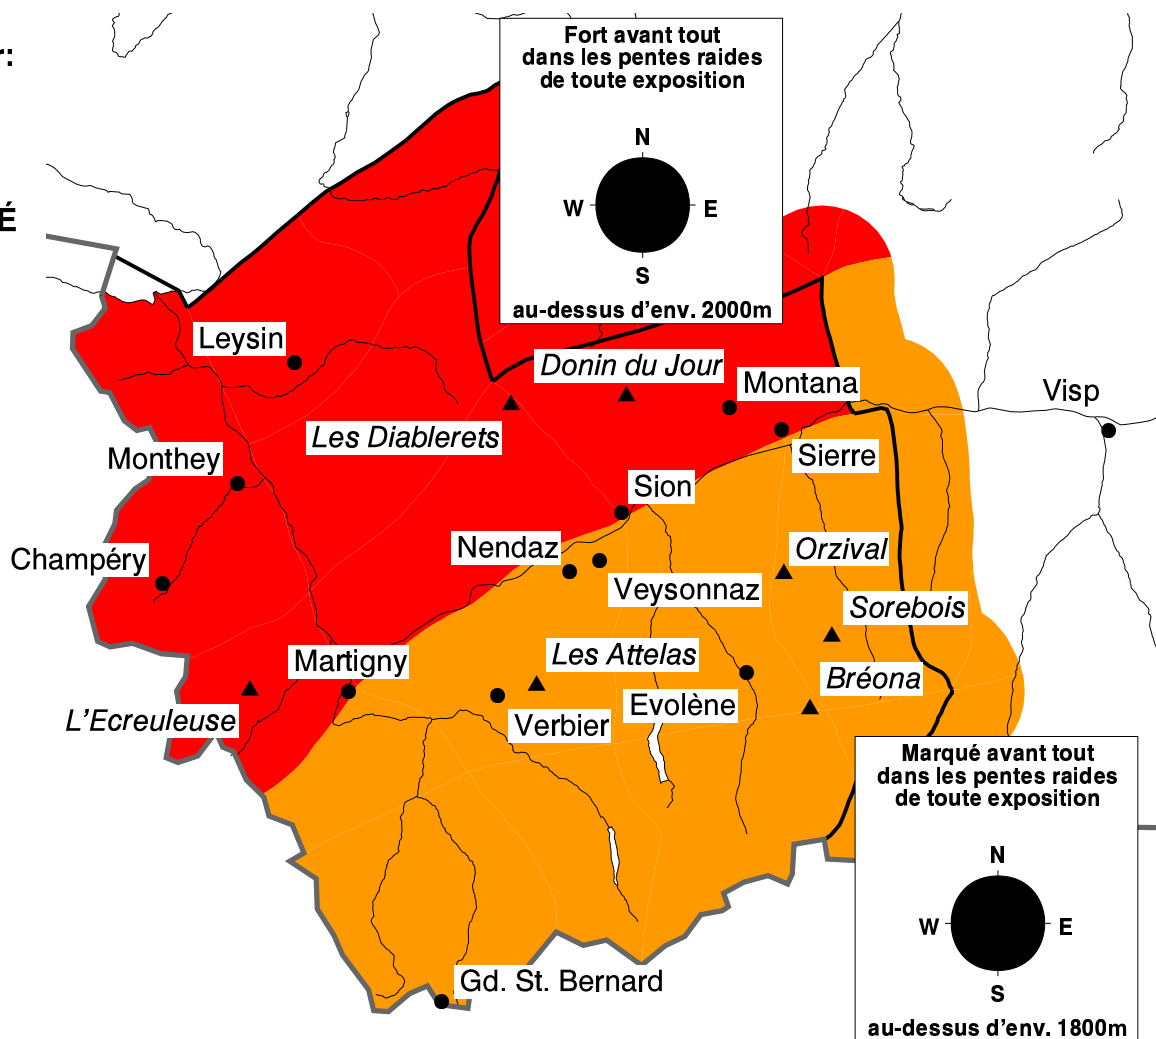 r:
É
Fort avant tout
dans les pentes raides
de toute exposition
N
W
E
S
au-dessus d'env. 2000m
Leysin
Donin du Jour
Montana
Visp
Les Diablerets
Sierre
Monthey
Sion
Nendaz
Orzival
Champéry
Veysonnaz
Sorebois
Martigny
Les Attelas
Bréona
L'Ecreuleuse
Evolène
Verbier
Gd. St. Bernard
Marqué avant tout
dans les pentes raides
de toute exposition
N
W
E
S
au-dessus d'env. 1800m